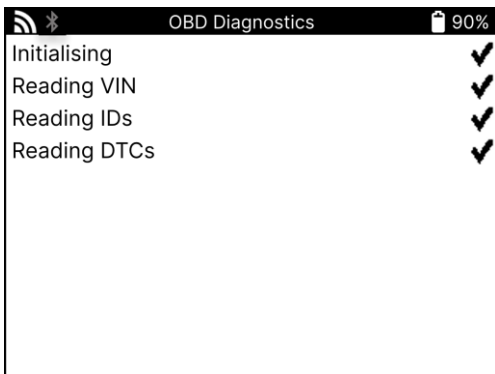 OBD Diagnostics 90%
Initialising
Reading VIN
Reading IDs
Reading DTCs